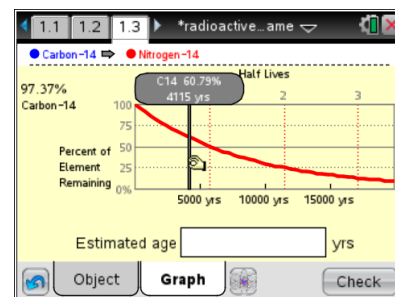 1.1 1.2 1.3 *radioactive...ame
Carbon-14 ⇒ Nitrogen-14
97.37%
Carbon-14
C14 60.79%
4115 yrs
Half Lives
2 3
100
75
50
25
0%
Percent of
Element
Remaining
5000 yrs 10000 yrs 15000 yrs
Estimated age yrs
Object Graph Check